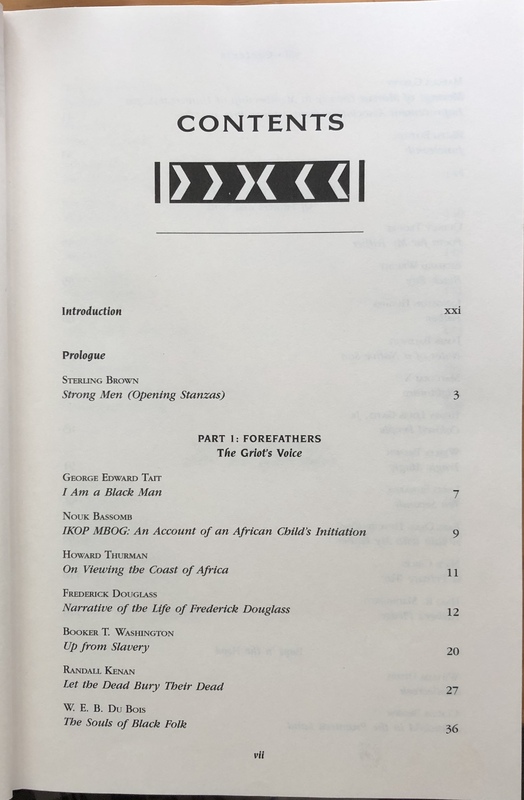 CONTENTS
Introduction xxi
Prologue
STERLING BROWN
Strong Men (Opening Stanzas) 3
PART I: FOREFATHERS
The Griot's Voice
GEORGE EDWARD TAIT
I Am a Black Man 7
NOUK BASSOMB
IKOP MBOG: An Account of an African Child's Initiation 9
HOWARD THURMAN
On Viewing the Coast of Africa 11
FREDERICK DOUGLASS
Narrative of the Life of Frederick Douglass 12
BOOKER T. WASHINGTON
Up from Slavery 20
RANDALL KENAN
Let the Dead Bury Their Dead 27
W. E. B. DU BOIS
The Souls of Black Folk 36
vii